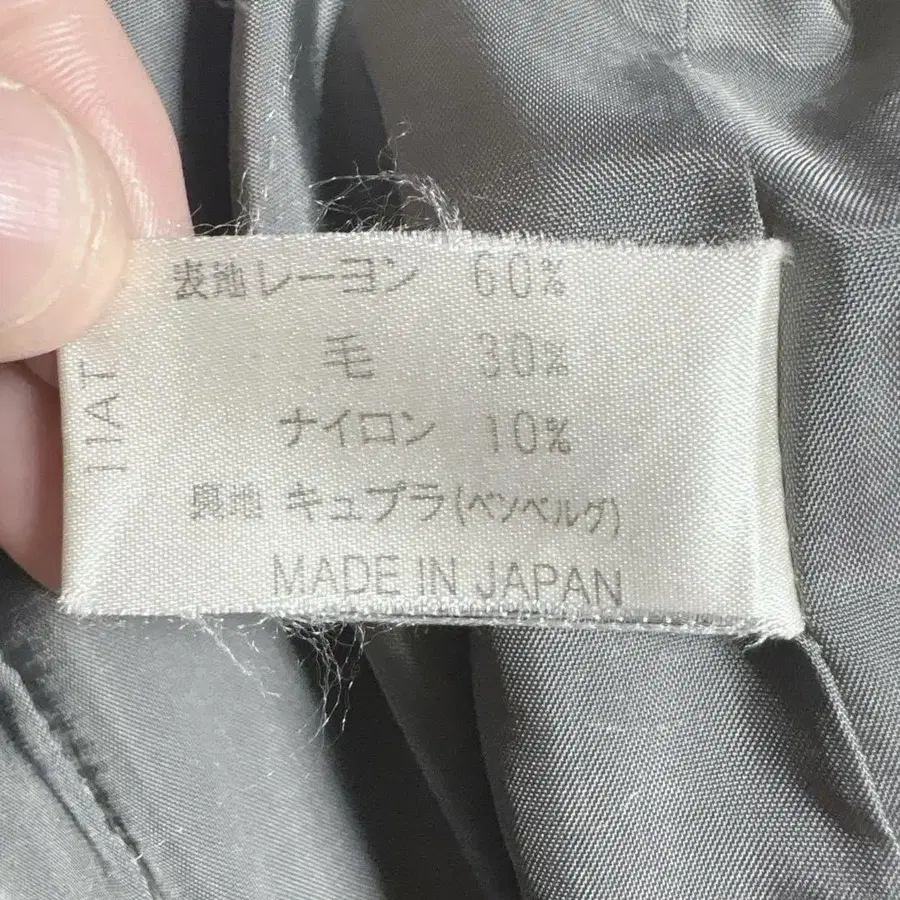 表地レーヨン 60%
毛 30%
ナイロン 10%
裏地 キュプラ(ベンベルグ)
MADE IN JAPAN